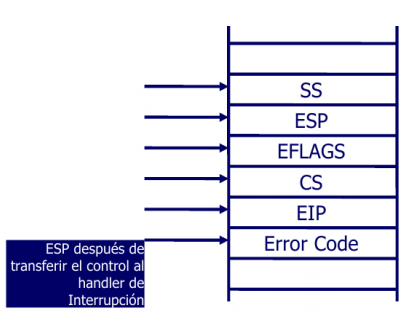 SS
ESP
EFLAGS
CS
EIP
Error Code
ESP después de
transferir el control al
handler de
Interrupción